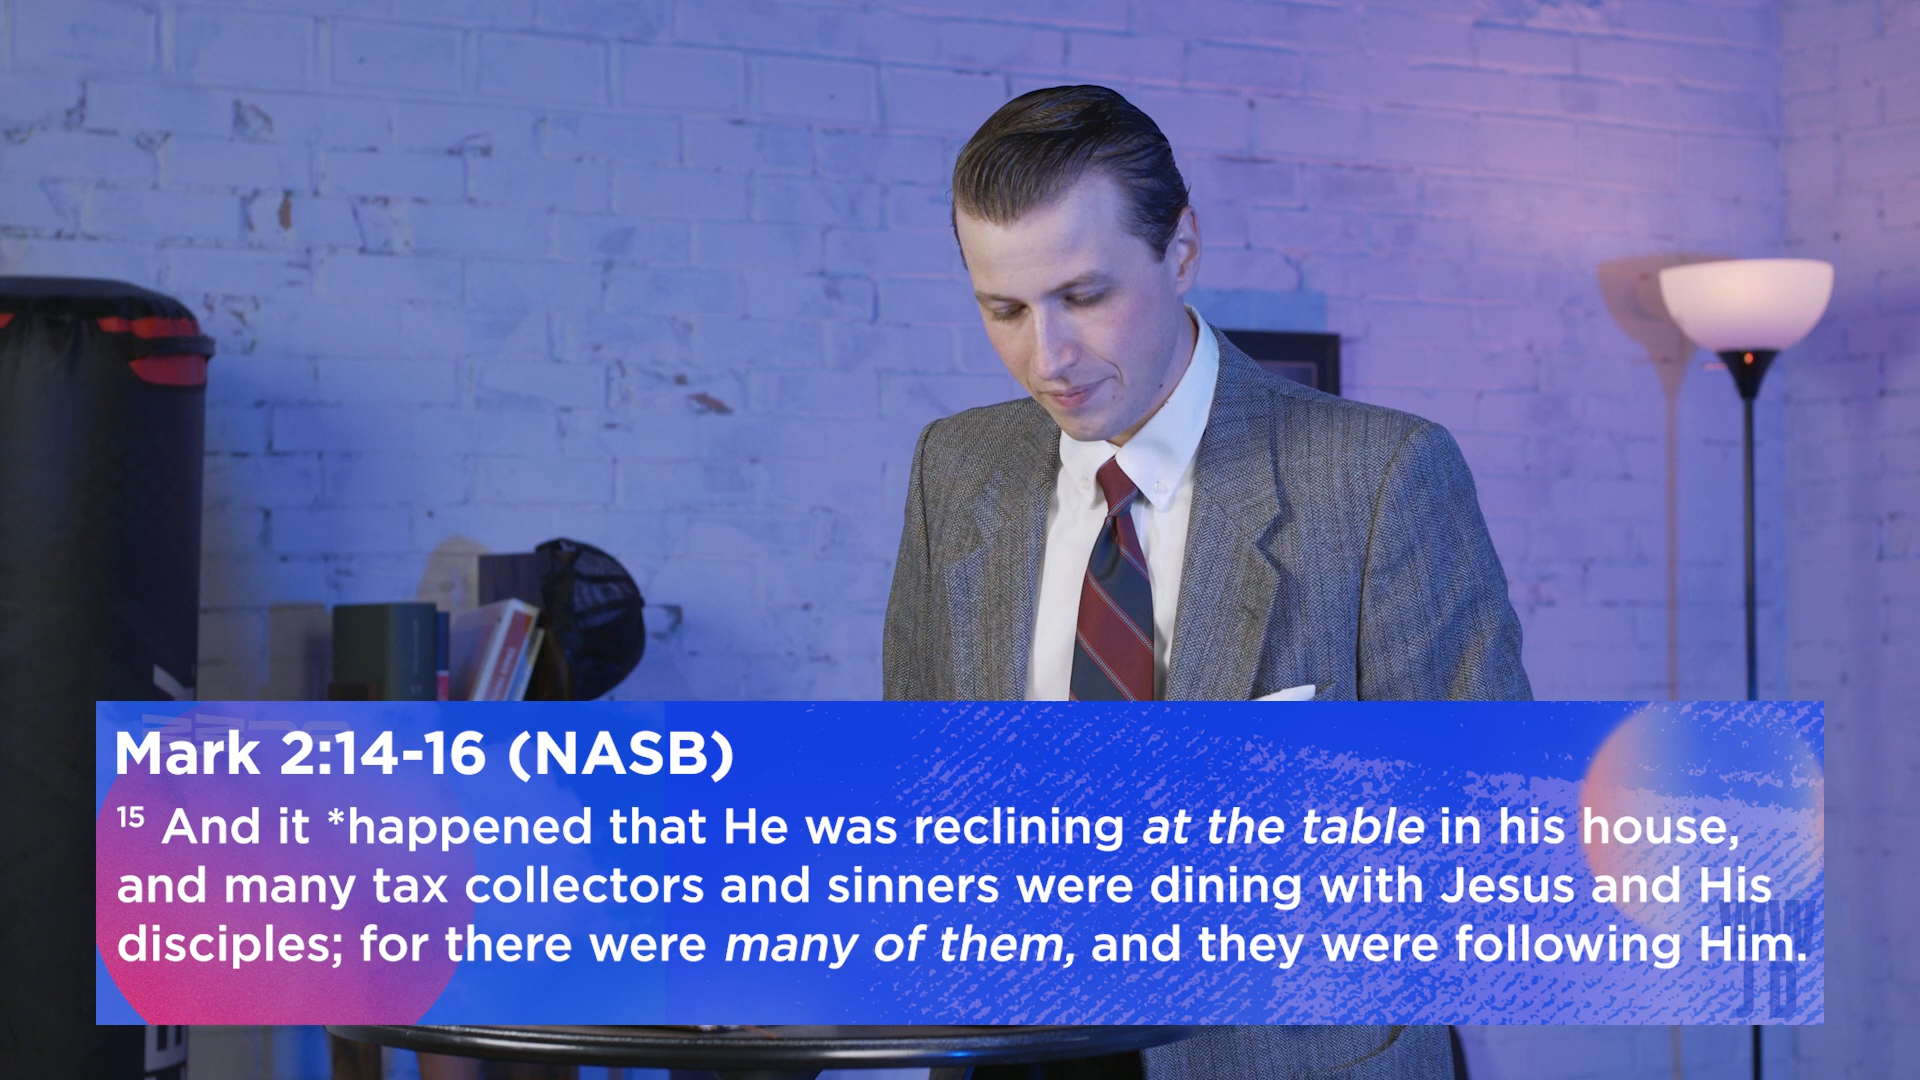 Mark 2:14-16 (NASB)
15 And it *happened that He was reclining at the table in his house,
and many tax collectors and sinners were dining with Jesus and His
disciples; for there were many of them, and they were following Him.
WW
JD